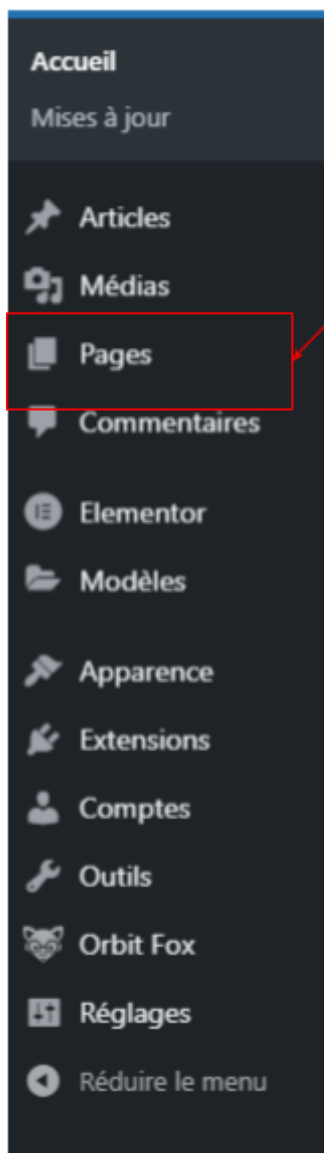 Accueil
Mises à jour
Articles
Médias
Pages
Commentaires
Elementor
Modèles
Apparence
Extensions
Comptes
Outils
Orbit Fox
Réglages
Réduire le menu